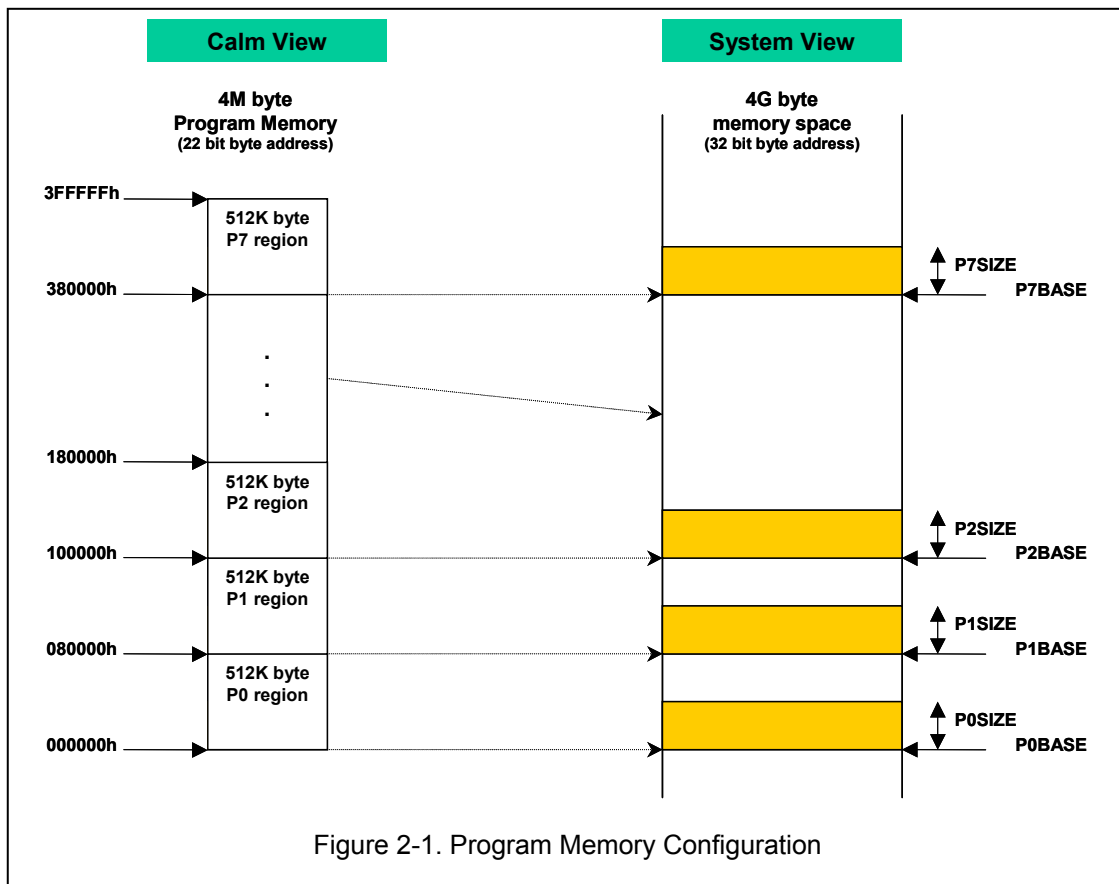 Calm View
System View
4M byte
Program Memory
(22 bit byte address)
4G byte
memory space
(32 bit byte address)
3FFFFFh
512K byte
P7 region
P7SIZE
380000h
P7BASE
.
.
.
180000h
512K byte
P2 region
P2SIZE
100000h
P2BASE
512K byte
P1 region
P1SIZE
080000h
P1BASE
512K byte
P0 region
P0SIZE
000000h
P0BASE
Figure 2-1. Program Memory Configuration